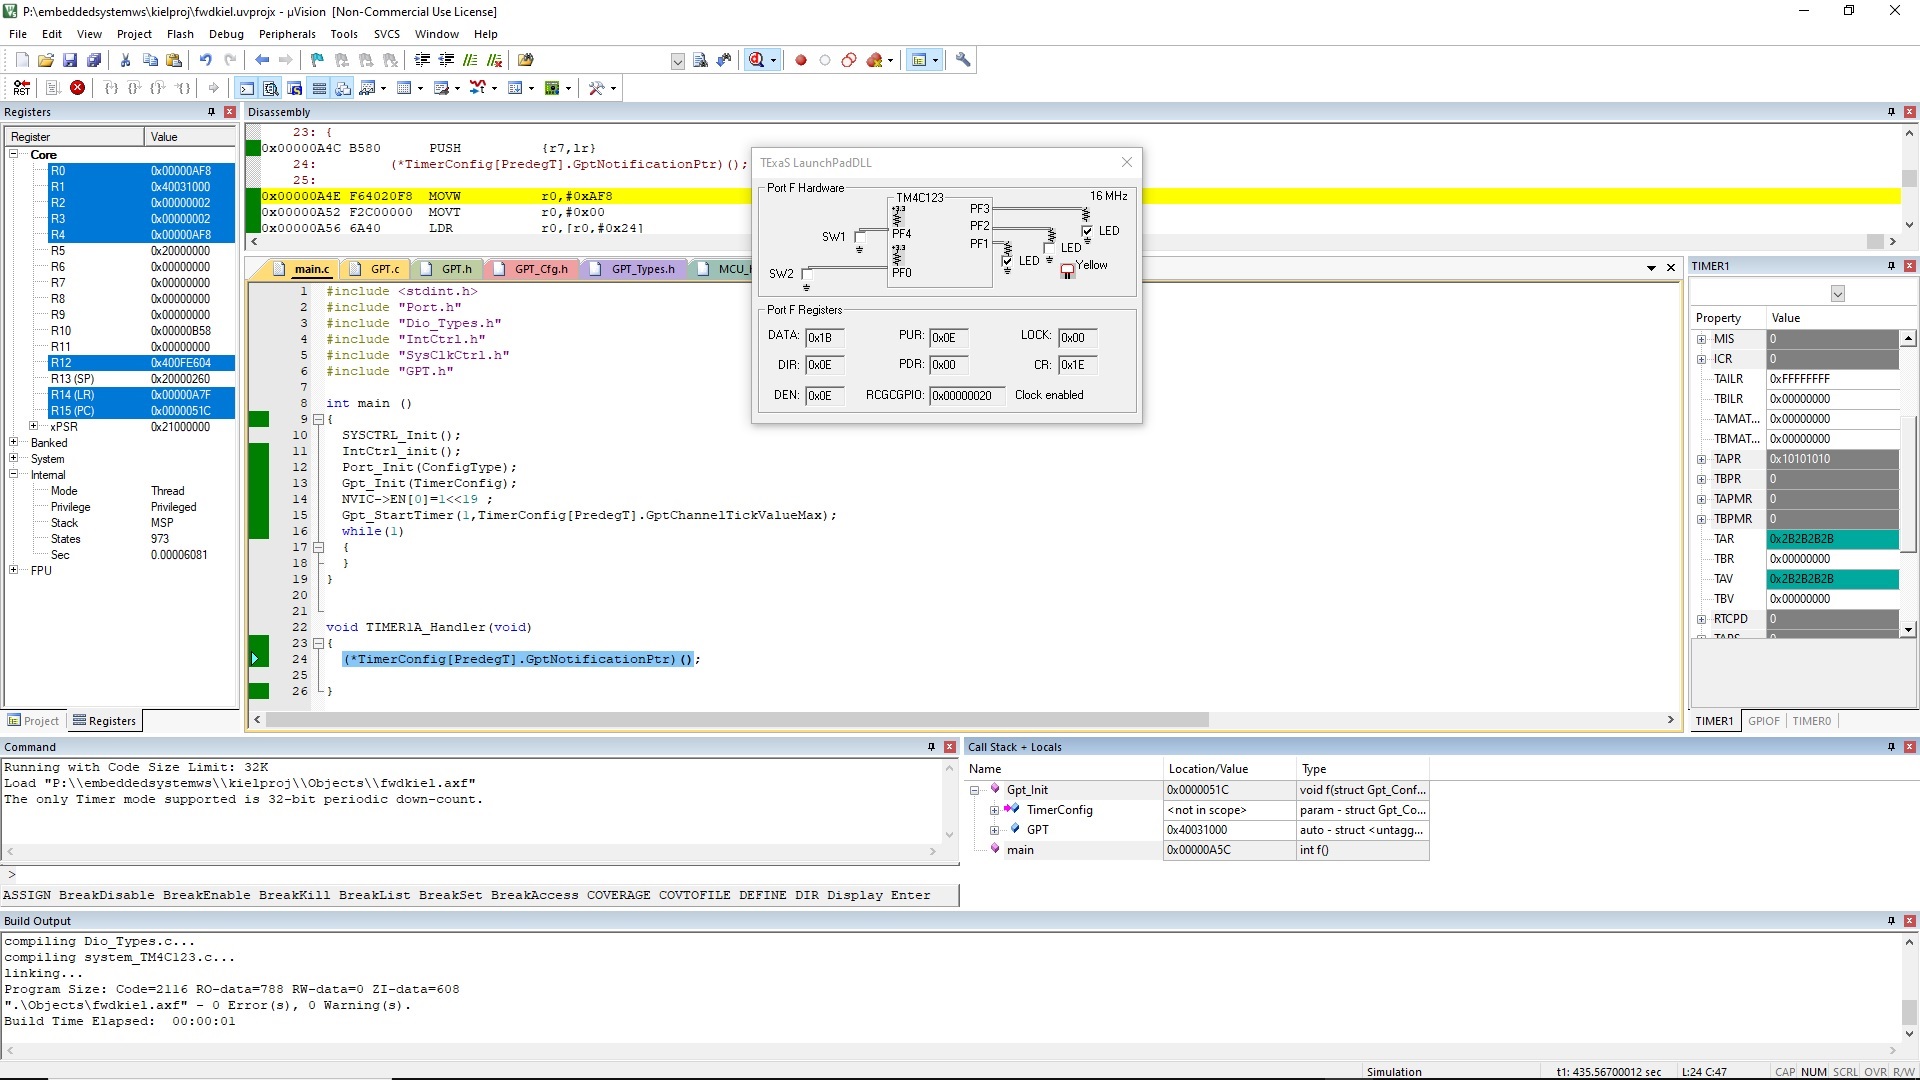 P:\embeddedsystemws\kielproj\fwdkiel.uvprojx - µVision  [Non-Commercial Use License]
File Edit View Project Flash Debug Peripherals Tools SVCS Window Help
RST
Registers
Register Value
Core
R0 0x00000AF8
R1 0x40031000
R2 0x00000002
R3 0x00000002
R4 0x00000AF8
R5 0x20000000
R6 0x00000000
R7 0x00000000
R8 0x00000000
R9 0x00000000
R10 0x00000B58
R11 0x00000000
R12 0x400FE604
R13 (SP) 0x20000260
R14 (LR) 0x00000A7F
R15 (PC) 0x0000051C
xPSR 0x21000000
Banked
System
Internal
Mode Thread
Privilege Privileged
Stack MSP
States 973
Sec 0.00006081
FPU
Project Registers
Disassembly
23: {
0x00000A4C B580 PUSH {r7,lr}
24: (*TimerConfig[PredegT].GptNotificationPtr)();
25:
0x00000A4E F64020F8 MOVW r0,#0xAF8
0x00000A52 F2C00000 MOVT r0,#0x00
0x00000A56 6A40 LDR r0,[r0,#0x24]
main.c GPT.c GPT.h GPT_Cfg.h GPT_Types.h MCU_
1 #include <stdint.h>
2 #include "Port.h"
3 #include "Dio_Types.h"
4 #include "IntCtrl.h"
5 #include "SysClkCtrl.h"
6 #include "GPT.h"
7
8 int main ()
9 {
10 SYSCTRL_Init();
11 IntCtrl_init();
12 Port_Init(ConfigType);
13 Gpt_Init(TimerConfig);
14 NVIC->EN[0]=1<<19 ;
15 Gpt_StartTimer(1,TimerConfig[PredegT].GptChannelTickValueMax);
16 while(1)
17 {
18 }
19 }
20
21
22 void TIMER1A_Handler(void)
23 {
24 (*TimerConfig[PredegT].GptNotificationPtr)();
25
26 }
TExaS LaunchPadDLL
Port F Hardware
TM4C123
16 MHz
+3.3
PF3
PF2
PF1
SW1
PF4
+3.3
SW2
PF0
LED
LED
LED
Yellow
Port F Registers
DATA: 0x1B PUR: 0x0E LOCK: 0x00
DIR: 0x0E PDR: 0x00 CR: 0x1E
DEN: 0x0E RCGCGPIO: 0x00000020 Clock enabled
TIMER1
Property Value
MIS 0
ICR 0
TAILR 0xFFFFFFFF
TBILR 0x00000000
TAMAT... 0x00000000
TBMAT... 0x00000000
TAPR 0x10101010
TBPR 0
TAPMR 0
TBPMR 0
TAR 0x2B2B2B2B
TBR 0x00000000
TAV 0x2B2B2B2B
TBV 0x00000000
RTCPD 0
TIMER1 GPIOF TIMER0
Command
Running with Code Size Limit: 32K
Load "P:\\embeddedsystemws\\kielproj\\Objects\\fwdkiel.axf"
The only Timer mode supported is 32-bit periodic down-count.
>
ASSIGN BreakDisable BreakEnable BreakKill BreakList BreakSet BreakAccess COVERAGE COVTOFILE DEFINE DIR Display Enter
Call Stack + Locals
Name Location/Value Type
Gpt_Init 0x0000051C void f(struct Gpt_Conf...
TimerConfig <not in scope> param - struct Gpt_Co...
GPT 0x40031000 auto - struct <untagg...
main 0x00000A5C int f()
Build Output
compiling Dio_Types.c...
compiling system_TM4C123.c...
linking...
Program Size: Code=2116 RO-data=788 RW-data=0 ZI-data=608
".\Objects\fwdkiel.axf" - 0 Error(s), 0 Warning(s).
Build Time Elapsed:  00:00:01
Simulation t1: 435.56700012 sec L:24 C:47 CAP NUM SCRL OVR R/W